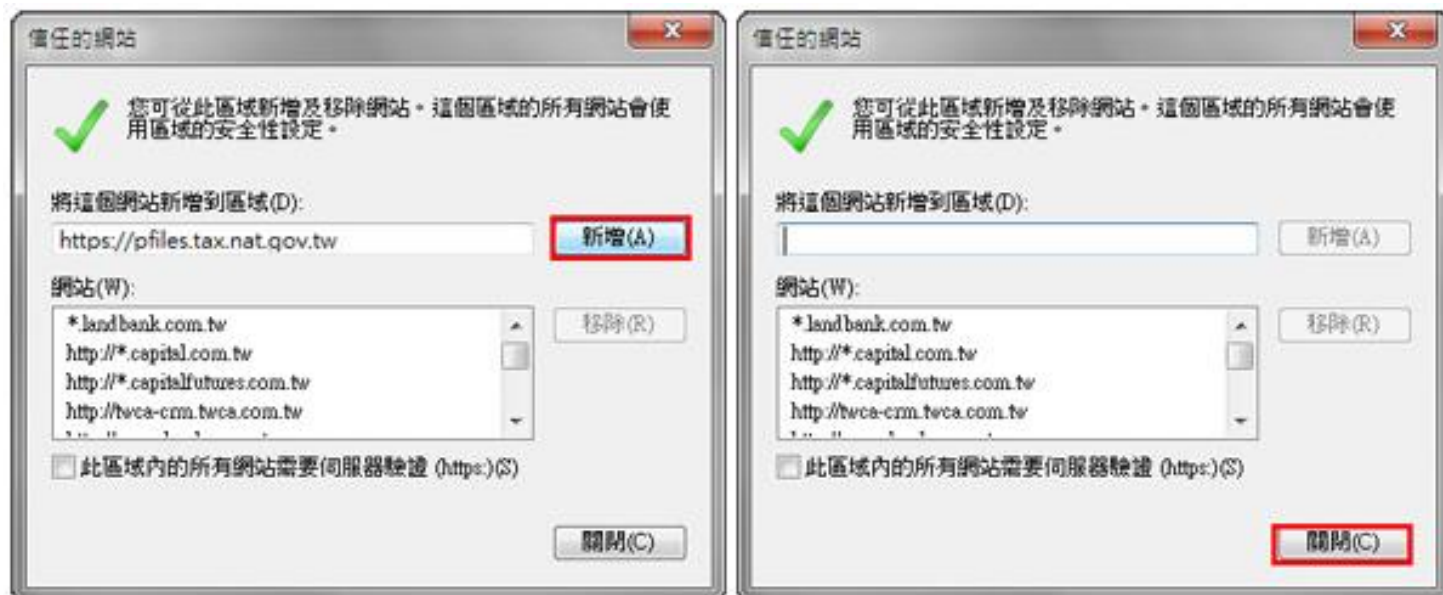 信任的網站
您可從此區域新增及移除網站。這個區域的所有網站會使
用區域的安全性設定。
將這個網站新增到區域(D):
https://pfiles.tax.nat.gov.tw
新增(A)
網站(W):
*.landbank.com.tw
http://*.capital.com.tw
http://*.capitalfutures.com.tw
http://twca-crm.twca.com.tw
移除(R)
此區域內的所有網站需要伺服器驗證 (https:)(S)
關閉(C)
信任的網站
您可從此區域新增及移除網站。這個區域的所有網站會使
用區域的安全性設定。
將這個網站新增到區域(D):
新增(A)
網站(W):
*.landbank.com.tw
http://*.capital.com.tw
http://*.capitalfutures.com.tw
http://twca-crm.twca.com.tw
移除(R)
此區域內的所有網站需要伺服器驗證 (https:)(S)
關閉(C)